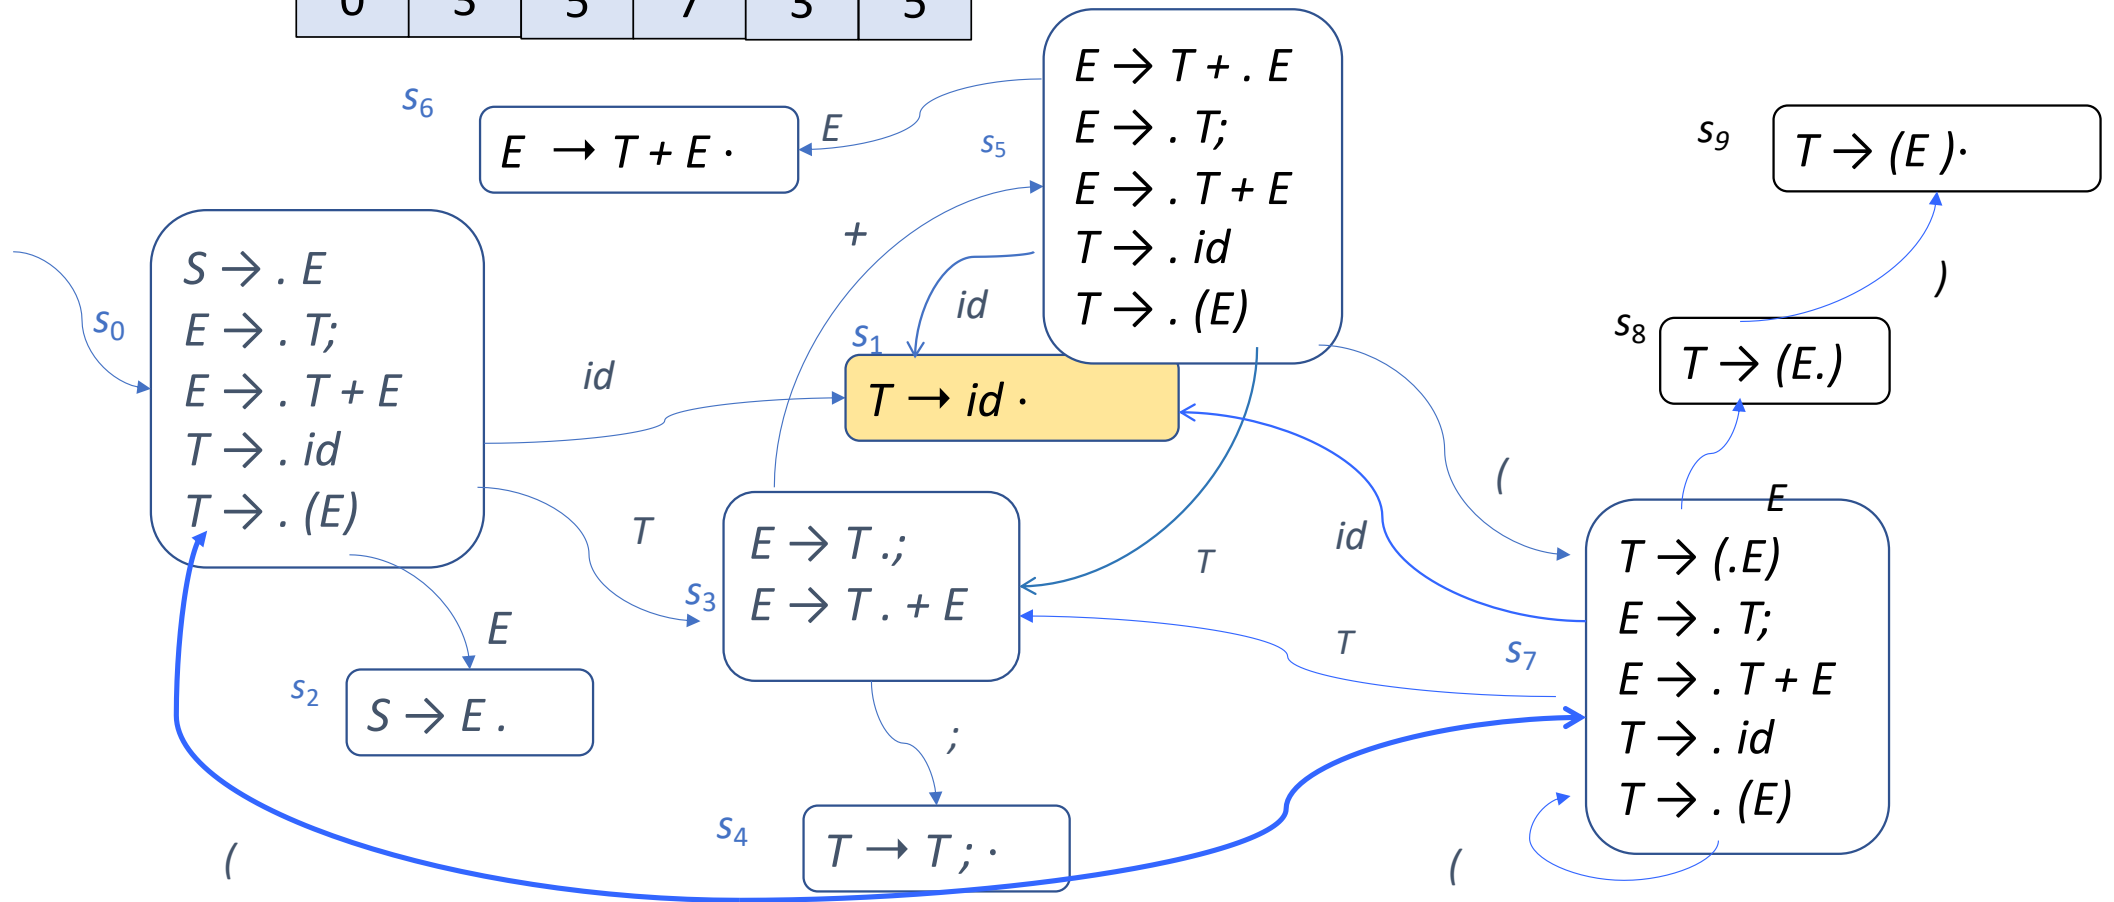 0 3 5 7 3 5
s6
E → T + E ·
E
s5
E → T + . E
E → . T;
E → . T + E
T → . id
T → . (E)
s9
T → (E )·
+
id
s0
S → . E
E → . T;
E → . T + E
T → . id
T → . (E)
id
s1
T → id ·
)
s8
T → (E.)
(
E
T
s3
E → T .;
E → T . + E
T
id
T
s7
T → (.E)
E → . T;
E → . T + E
T → . id
T → . (E)
E
s2
S → E .
;
s4
T → T ; ·
(
(